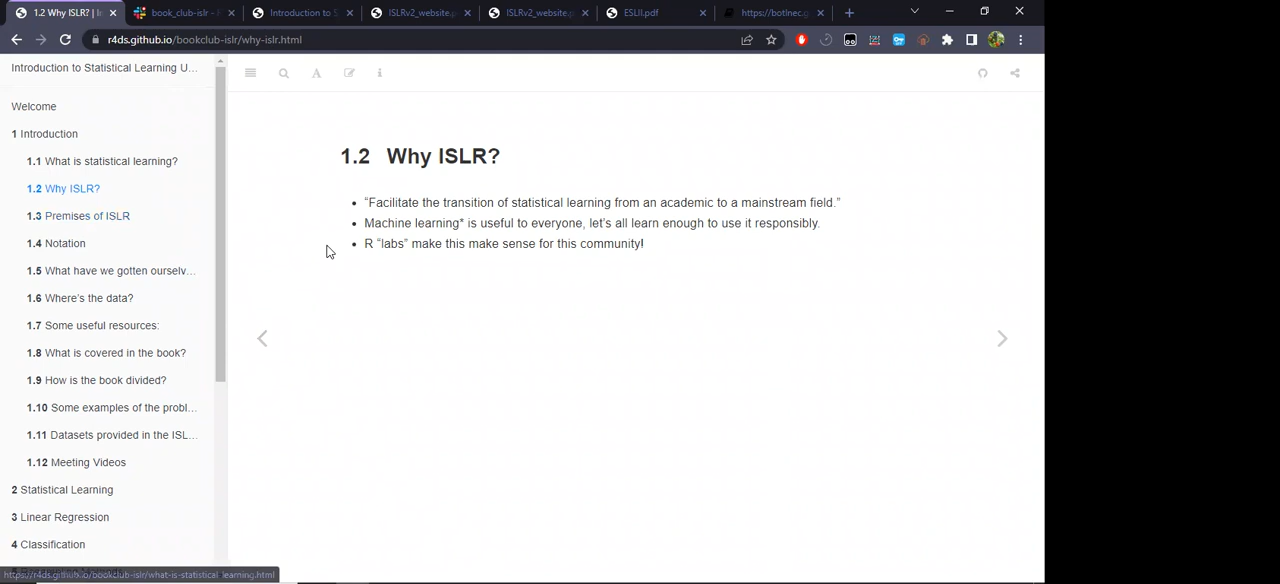 1.2 Why ISLR? | In
book_club-islr -
Introduction to S
ISLRv2_website.p
ISLRv2_website.p
ESLII.pdf
https://botlnec.g
r4ds.github.io/bookclub-islr/why-islr.html
Introduction to Statistical Learning U...
Welcome
1 Introduction
1.1 What is statistical learning?
1.2 Why ISLR?
1.3 Premises of ISLR
1.4 Notation
1.5 What have we gotten ourselv...
1.6 Where's the data?
1.7 Some useful resources:
1.8 What is covered in the book?
1.9 How is the book divided?
1.10 Some examples of the probl...
1.11 Datasets provided in the ISL...
1.12 Meeting Videos
2 Statistical Learning
3 Linear Regression
4 Classification
https://r4ds.github.io/bookclub-islr/what-is-statistical-learning.html
1.2 Why ISLR?
• “Facilitate the transition of statistical learning from an academic to a mainstream field.”
• Machine learning* is useful to everyone, let's all learn enough to use it responsibly.
• R “labs” make this make sense for this community!